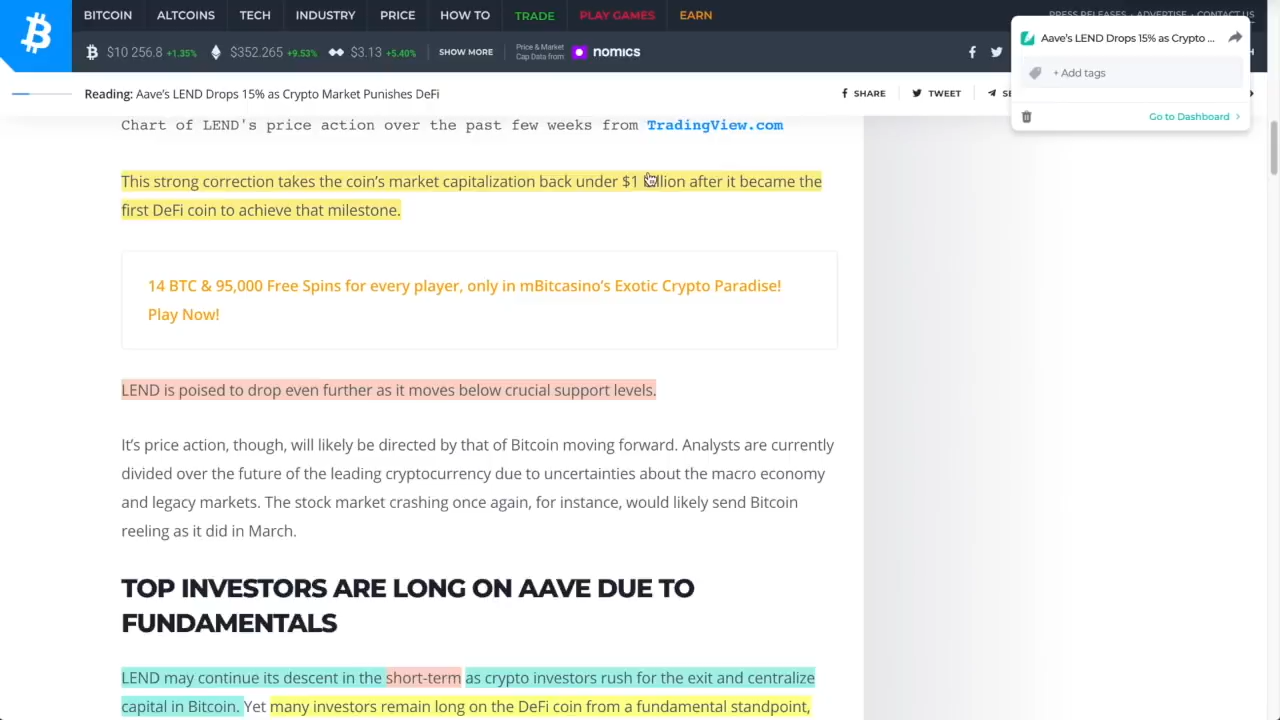 BITCOIN ALTCOINS TECH INDUSTRY PRICE HOW TO TRADE PLAY GAMES EARN
PRESS RELEASES • ADVERTISE • CONTACT US
$10 256.8 +1.35% $352.265 +9.53% $3.13 +5.40% SHOW MORE Price & Market Cap Data from: nomics
Aave's LEND Drops 15% as Crypto ...
+ Add tags
Go to Dashboard
Reading: Aave's LEND Drops 15% as Crypto Market Punishes DeFi
SHARE TWEET
Chart of LEND's price action over the past few weeks from TradingView.com
This strong correction takes the coin's market capitalization back under $1 billion after it became the
first DeFi coin to achieve that milestone.
14 BTC & 95,000 Free Spins for every player, only in mBitcasino's Exotic Crypto Paradise!
Play Now!
LEND is poised to drop even further as it moves below crucial support levels.
It's price action, though, will likely be directed by that of Bitcoin moving forward. Analysts are currently
divided over the future of the leading cryptocurrency due to uncertainties about the macro economy
and legacy markets. The stock market crashing once again, for instance, would likely send Bitcoin
reeling as it did in March.
TOP INVESTORS ARE LONG ON AAVE DUE TO
FUNDAMENTALS
LEND may continue its descent in the short-term as crypto investors rush for the exit and centralize
capital in Bitcoin. Yet many investors remain long on the DeFi coin from a fundamental standpoint,